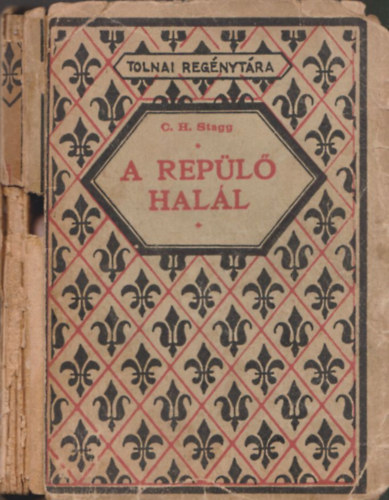 TOLNAI REGÉNYTÁRA
C. H. Stagg
A REPÜLŐ
HALÁL